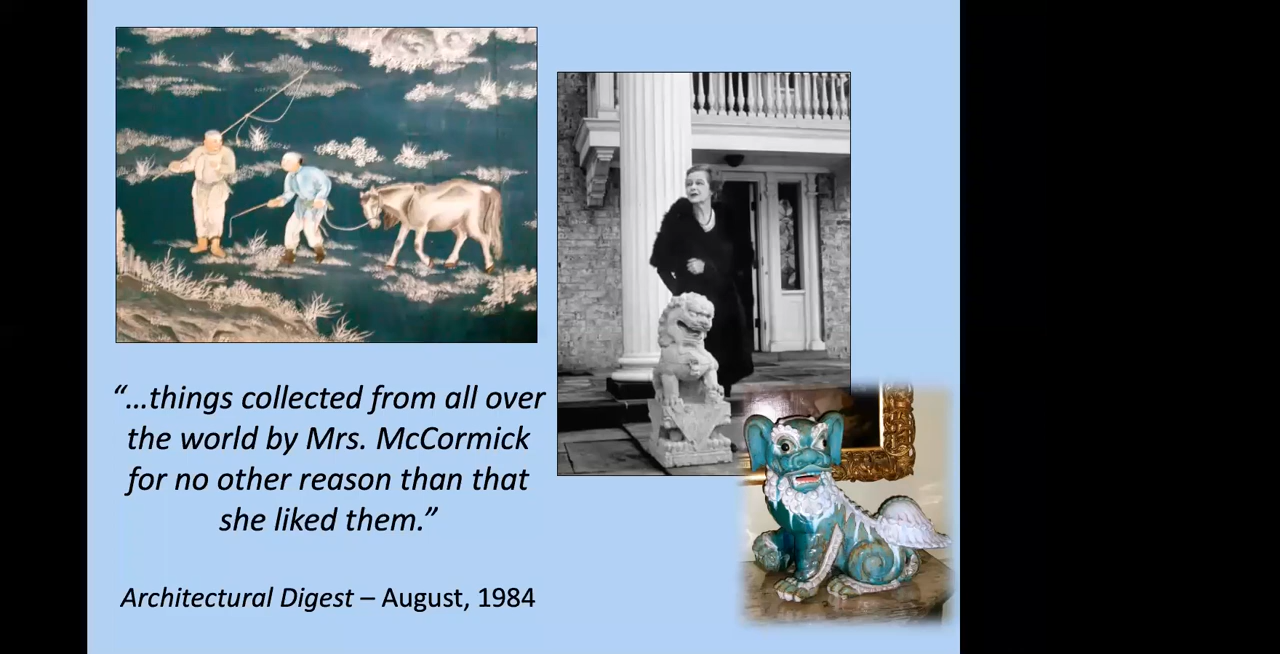 “...things collected from all over
the world by Mrs. McCormick
for no other reason than that
she liked them.”
Architectural Digest – August, 1984